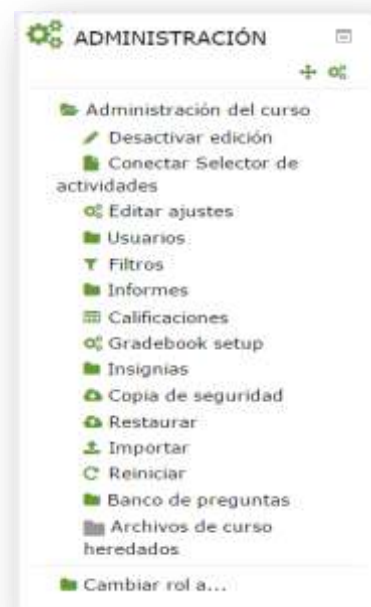 ADMINISTRACIÓN
Administración del curso
Desactivar edición
Conectar Selector de
actividades
Editar ajustes
Usuarios
Filtros
Informes
Calificaciones
Gradebook setup
Insignias
Copia de seguridad
Restaurar
Importar
Reiniciar
Banco de preguntas
Archivos de curso
heredados
Cambiar rol a...